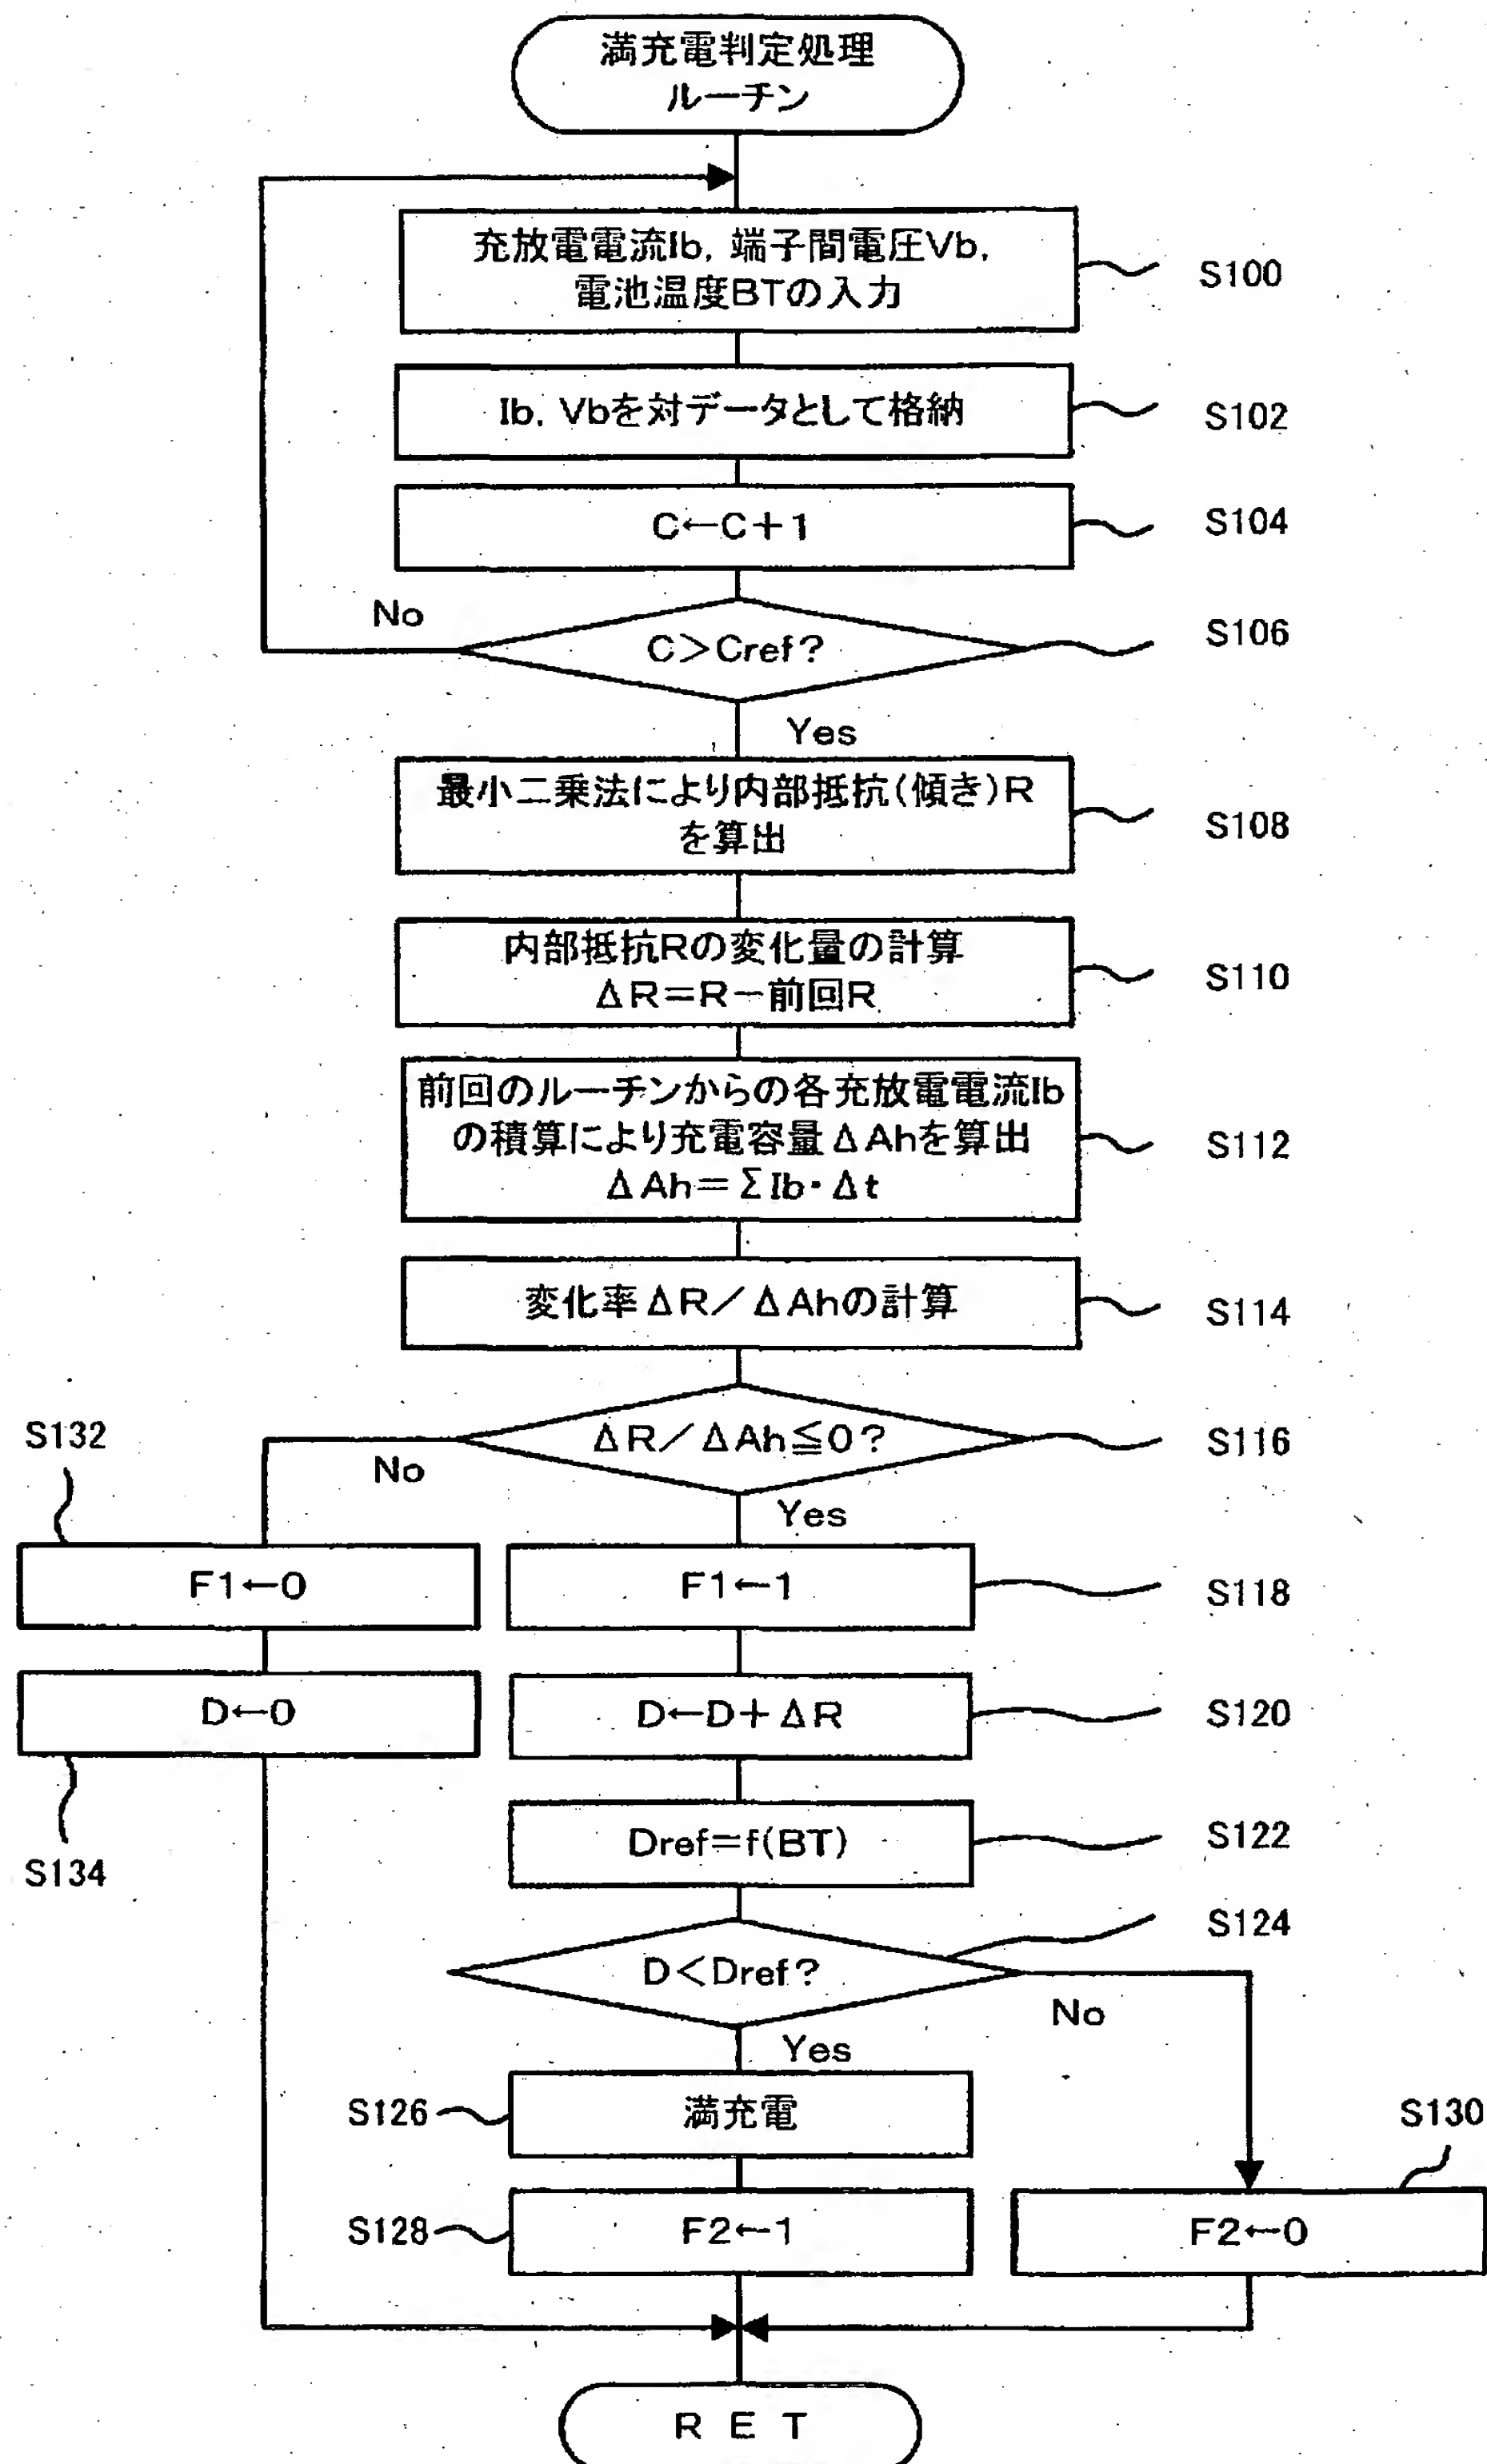 満充電判定処理
ルーチン
充放電電流Ib, 端子間電圧Vb,
電池温度BTの入力
S100
Ib, Vbを対データとして格納
S102
C←C+1
S104
No
C>Cref?
S106
Yes
最小二乗法により内部抵抗(傾き)R
を算出
S108
内部抵抗Rの変化量の計算
ΔR=R-前回R
S110
前回のルーチンからの各充放電電流Ib
の積算により充電容量ΔAhを算出
ΔAh=ΣIb・Δt
S112
変化率ΔR/ΔAhの計算
S114
S132
ΔR/ΔAh≦0?
S116
No
Yes
F1←0
F1←1
S118
D←0
D←D+ΔR
S120
S134
Dref=f(BT)
S122
D<Dref?
S124
No
Yes
S126
満充電
S130
S128
F2←1
F2←0
RET